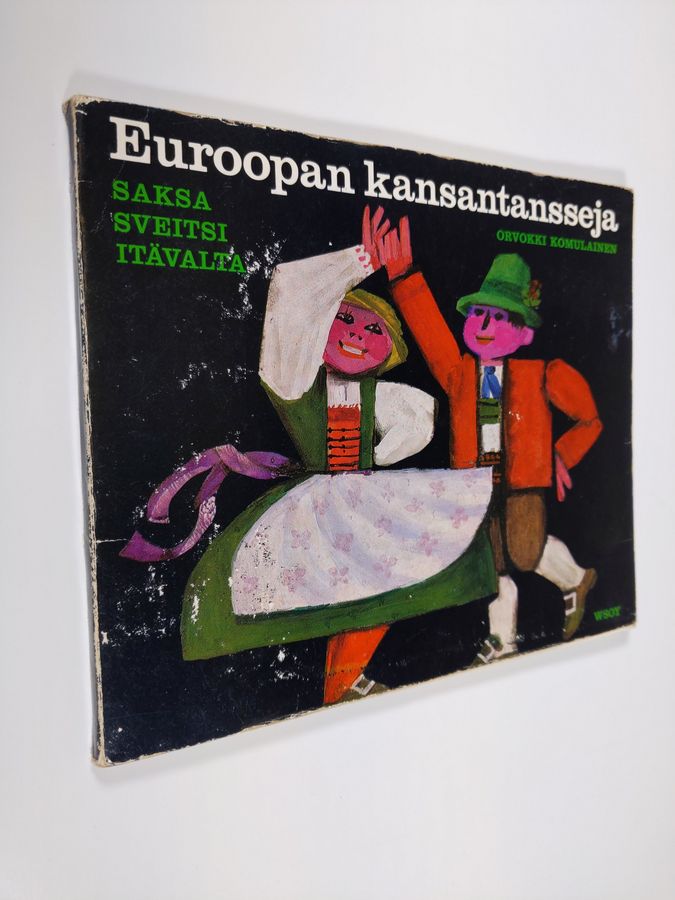 Euroopan kansantansseja
SAKSA
SVEITSI
ITÄVALTA
ORVOKKI KOMULAINEN
WSOY